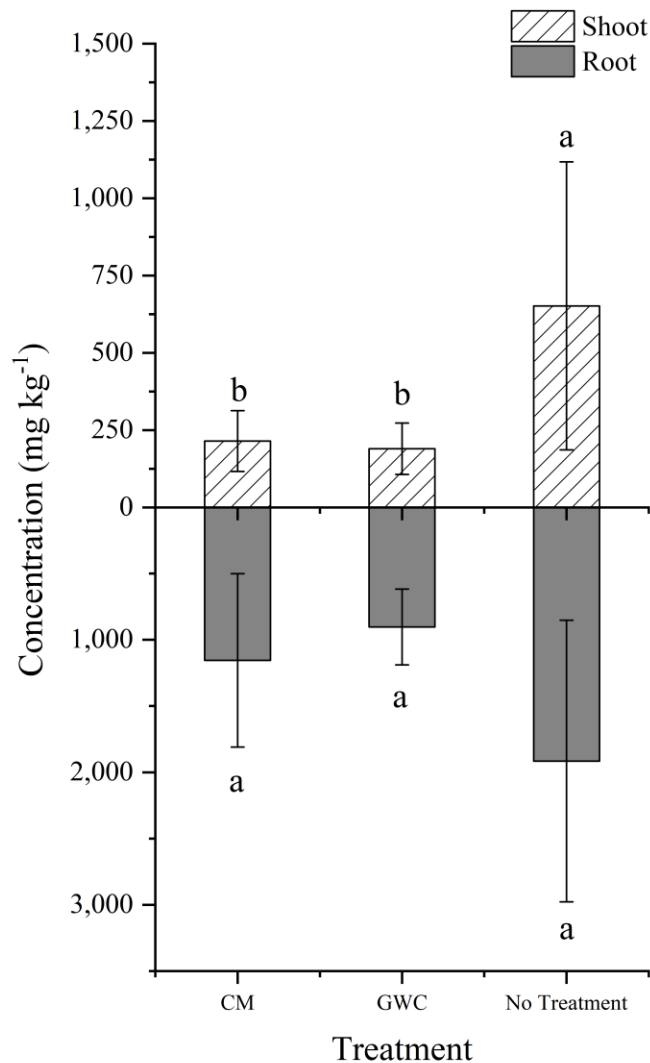 Shoot
Root
1,500
1,250
1,000
750
500
250
0
1,000
2,000
3,000
Concentration (mg kg⁻¹)
a
b
b
a
a
a
CM
GWC
No Treatment
Treatment